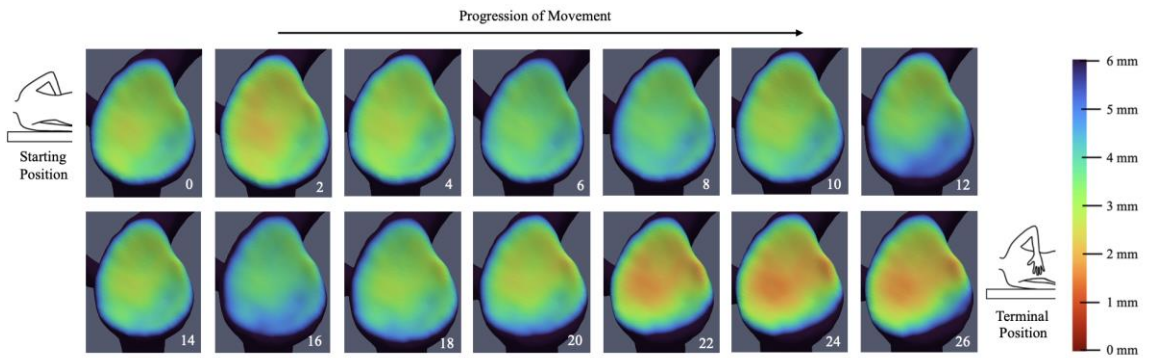 Progression of Movement
Starting
Position
0
2
4
6
8
10
12
14
16
18
20
22
24
26
Terminal
Position
6 mm
5 mm
4 mm
3 mm
2 mm
1 mm
0 mm